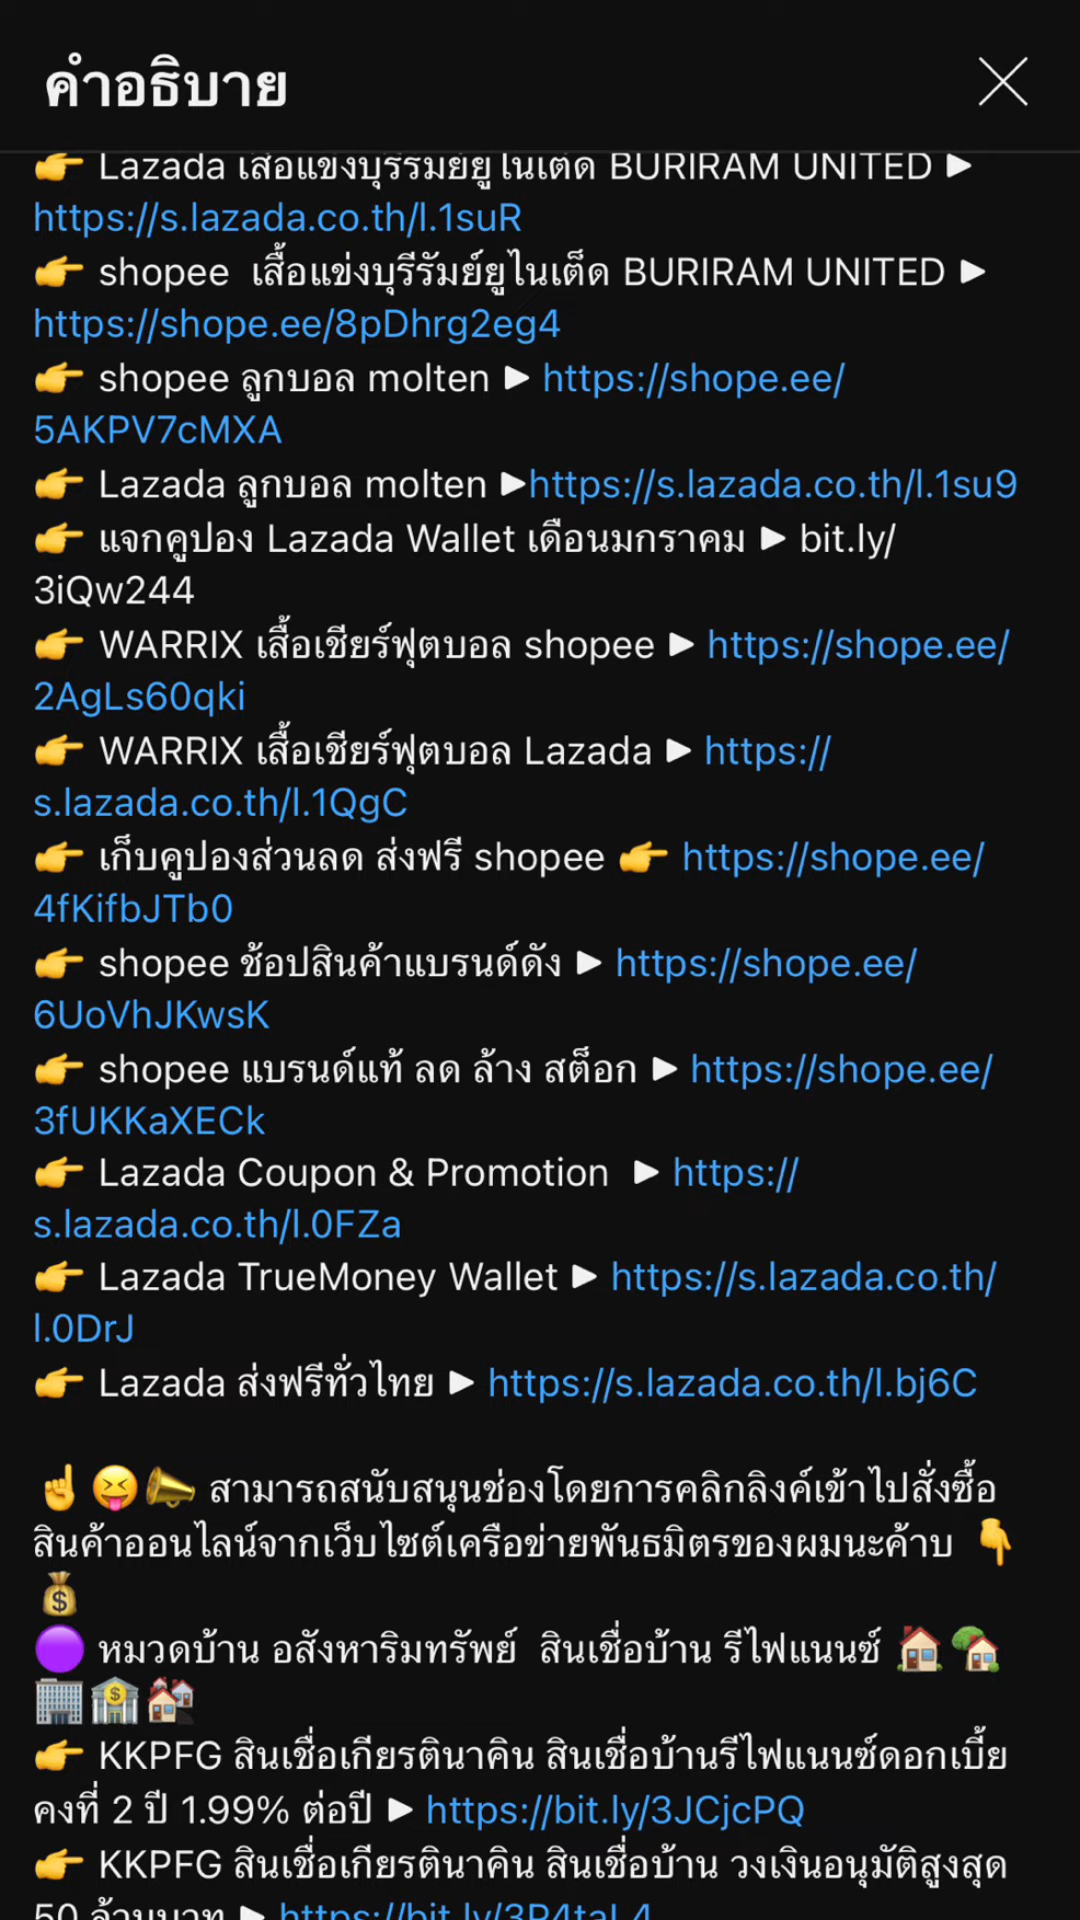 คำอธิบาย
👉 Lazada เสื้อแข่งบุรีรัมย์ยูไนเต็ด BURIRAM UNITED ▶
https://s.lazada.co.th/l.1suR
👉 shopee  เสื้อแข่งบุรีรัมย์ยูไนเต็ด BURIRAM UNITED ▶
https://shope.ee/8pDhrg2eg4
👉 shopee ลูกบอล molten ▶ https://shope.ee/
5AKPV7cMXA
👉 Lazada ลูกบอล molten ▶https://s.lazada.co.th/l.1su9
👉 แจกคูปอง Lazada Wallet เดือนมกราคม ▶ bit.ly/
3iQw244
👉 WARRIX เสื้อเชียร์ฟุตบอล shopee ▶ https://shope.ee/
2AgLs60qki
👉 WARRIX เสื้อเชียร์ฟุตบอล Lazada ▶ https://
s.lazada.co.th/l.1QgC
👉 เก็บคูปองส่วนลด ส่งฟรี shopee 👉 https://shope.ee/
4fKifbJTb0
👉 shopee ช้อปสินค้าแบรนด์ดัง ▶ https://shope.ee/
6UoVhJKwsK
👉 shopee แบรนด์แท้ ลด ล้าง สต็อก ▶ https://shope.ee/
3fUKKaXECk
👉 Lazada Coupon & Promotion  ▶ https://
s.lazada.co.th/l.0FZa
👉 Lazada TrueMoney Wallet ▶ https://s.lazada.co.th/
l.0DrJ
👉 Lazada ส่งฟรีทั่วไทย ▶ https://s.lazada.co.th/l.bj6C
☝️😝📣 สามารถสนับสนุนช่องโดยการคลิกลิงค์เข้าไปสั่งซื้อ
สินค้าออนไลน์จากเว็บไซต์เครือข่ายพันธมิตรของผมนะค้าบ 👇
💰
🟣 หมวดบ้าน อสังหาริมทรัพย์  สินเชื่อบ้าน รีไฟแนนซ์ 🏠🏡
🏢🏦🏘
👉 KKPFG สินเชื่อเกียรตินาคิน สินเชื่อบ้านรีไฟแนนซ์ดอกเบี้ย
คงที่ 2 ปี 1.99% ต่อปี ▶ https://bit.ly/3JCjcPQ
👉 KKPFG สินเชื่อเกียรตินาคิน สินเชื่อบ้าน วงเงินอนุมัติสูงสุด
50 ล้านบาท ▶